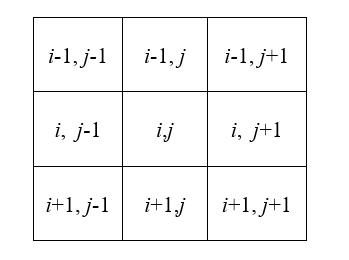 i-1, j-1 i-1, j i-1, j+1
i, j-1 i,j i, j+1
i+1, j-1 i+1,j i+1, j+1